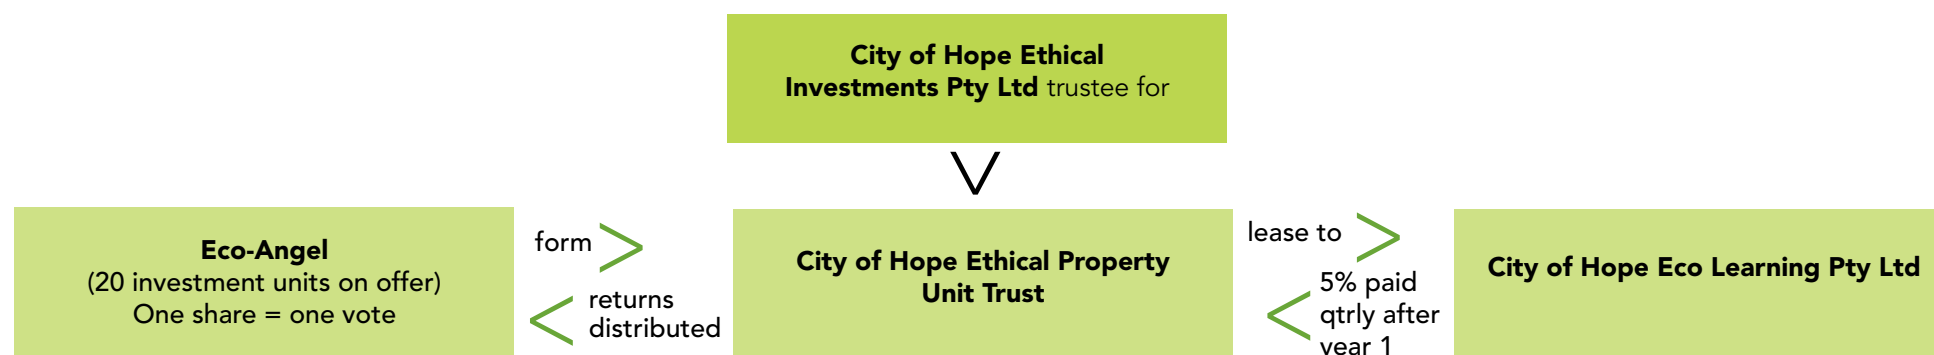 City of Hope Ethical
Investments Pty Ltd trustee for
Eco-Angel
(20 investment units on offer)
One share = one vote
form
returns
distributed
City of Hope Ethical Property
Unit Trust
lease to
5% paid
qtrly after
year 1
City of Hope Eco Learning Pty Ltd